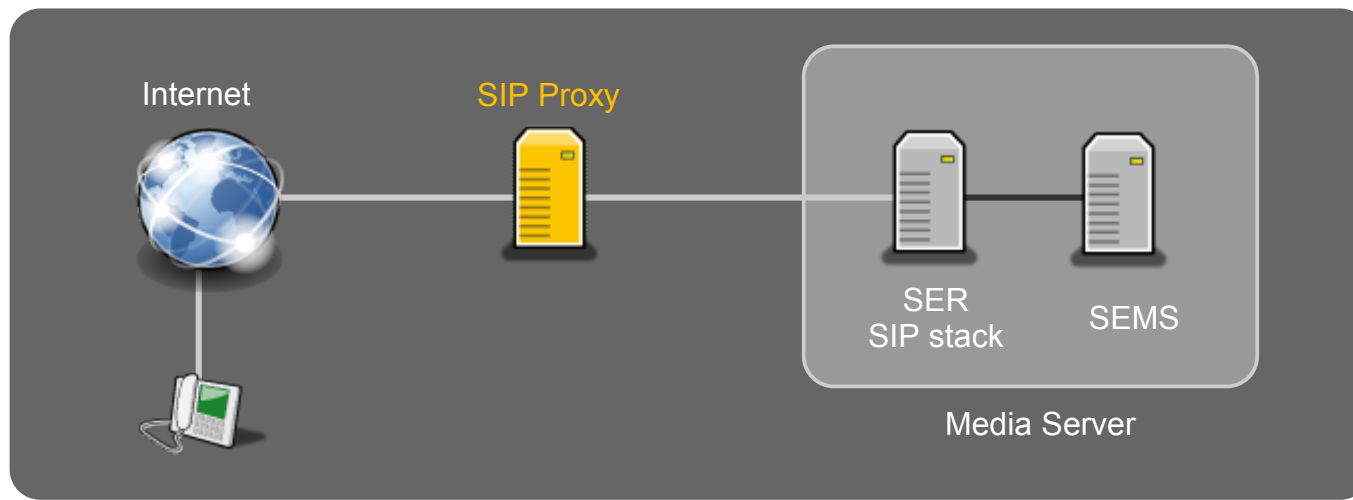 Internet
SIP Proxy
SER
SIP stack
SEMS
Media Server